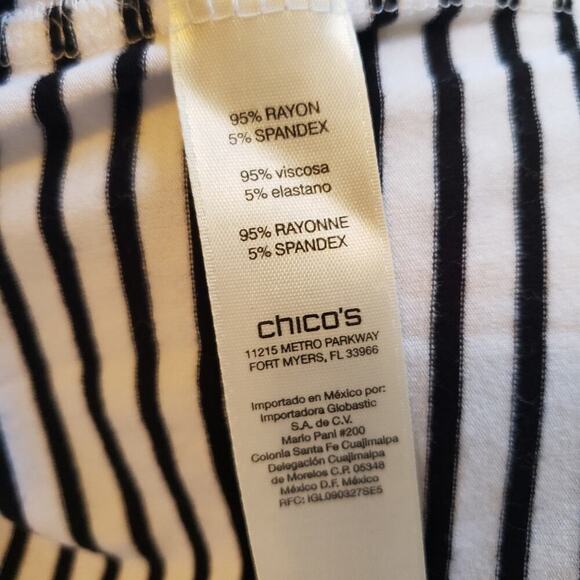 95% RAYON
5% SPANDEX
95% viscosa
5% elastano
95% RAYONNE
5% SPANDEX
chico's
11215 METRO PARKWAY
FORT MYERS, FL 33966
Importado en México por:
Importadora Globastic
S.A. de C.V.
Mario Pani #200
Colonia Santa Fe Cuajimalpa
Delegación Cuajimalpa
de Morelos C.P. 05348
México D.F. México
RFC: IGL090327SE5